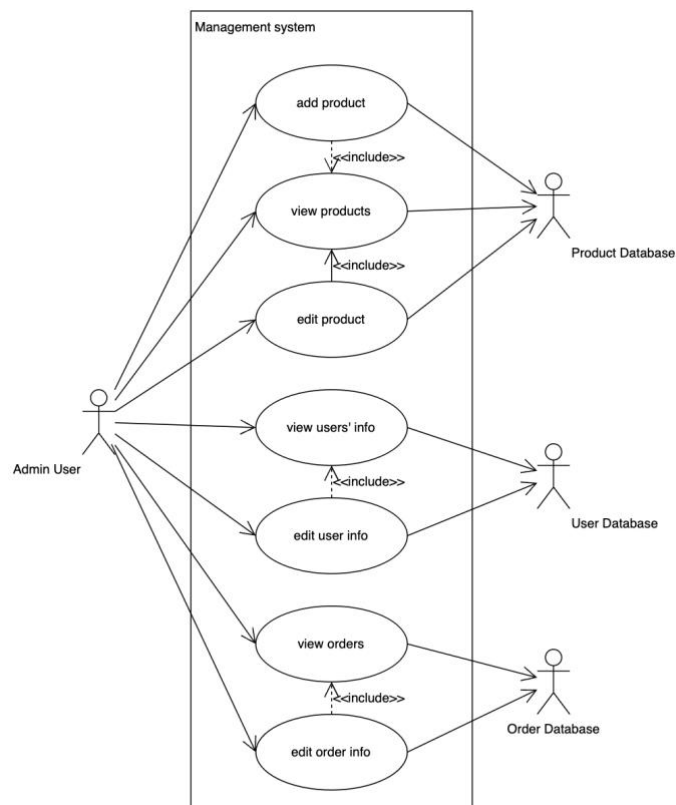 Management system
add product
<<include>>
view products
Product Database
<<include>>
edit product
view users' info
Admin User
<<include>>
User Database
edit user info
view orders
<<include>>
Order Database
edit order info